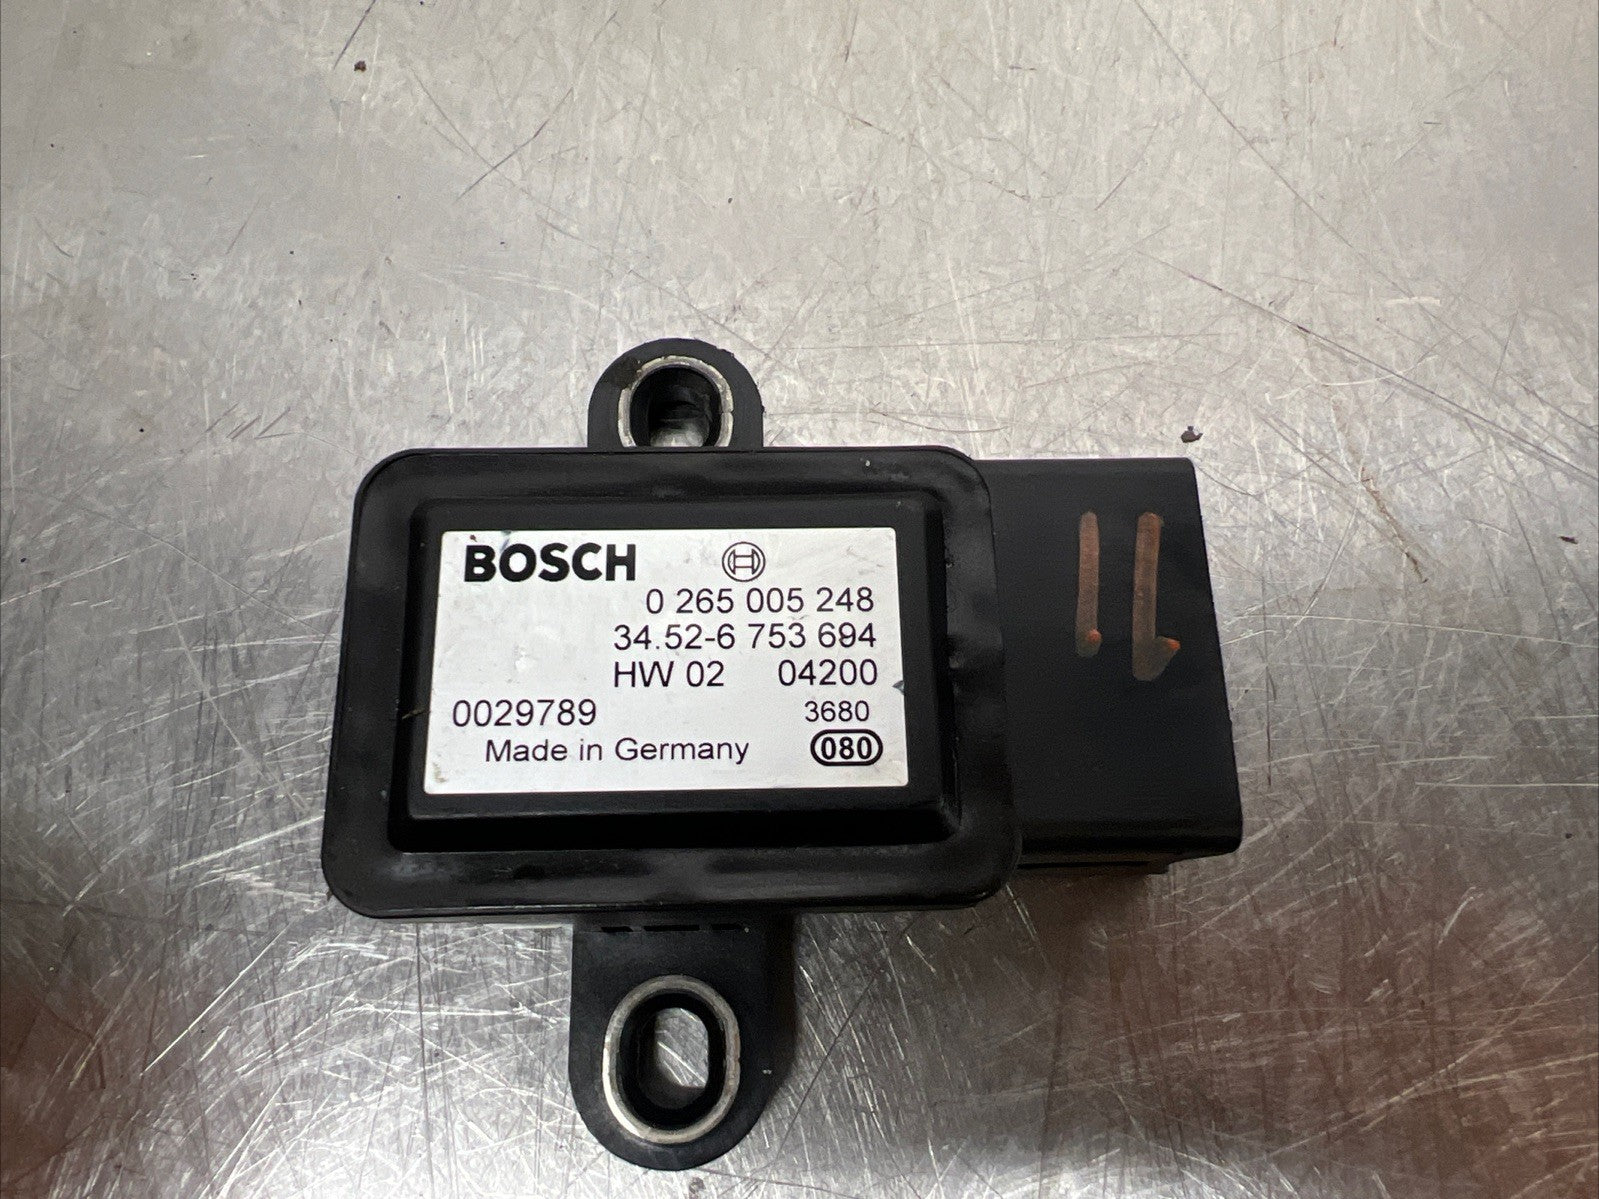 BOSCH
0 265 005 248
34.52-6 753 694
HW 02 04200
0029789 3680
Made in Germany 080
11